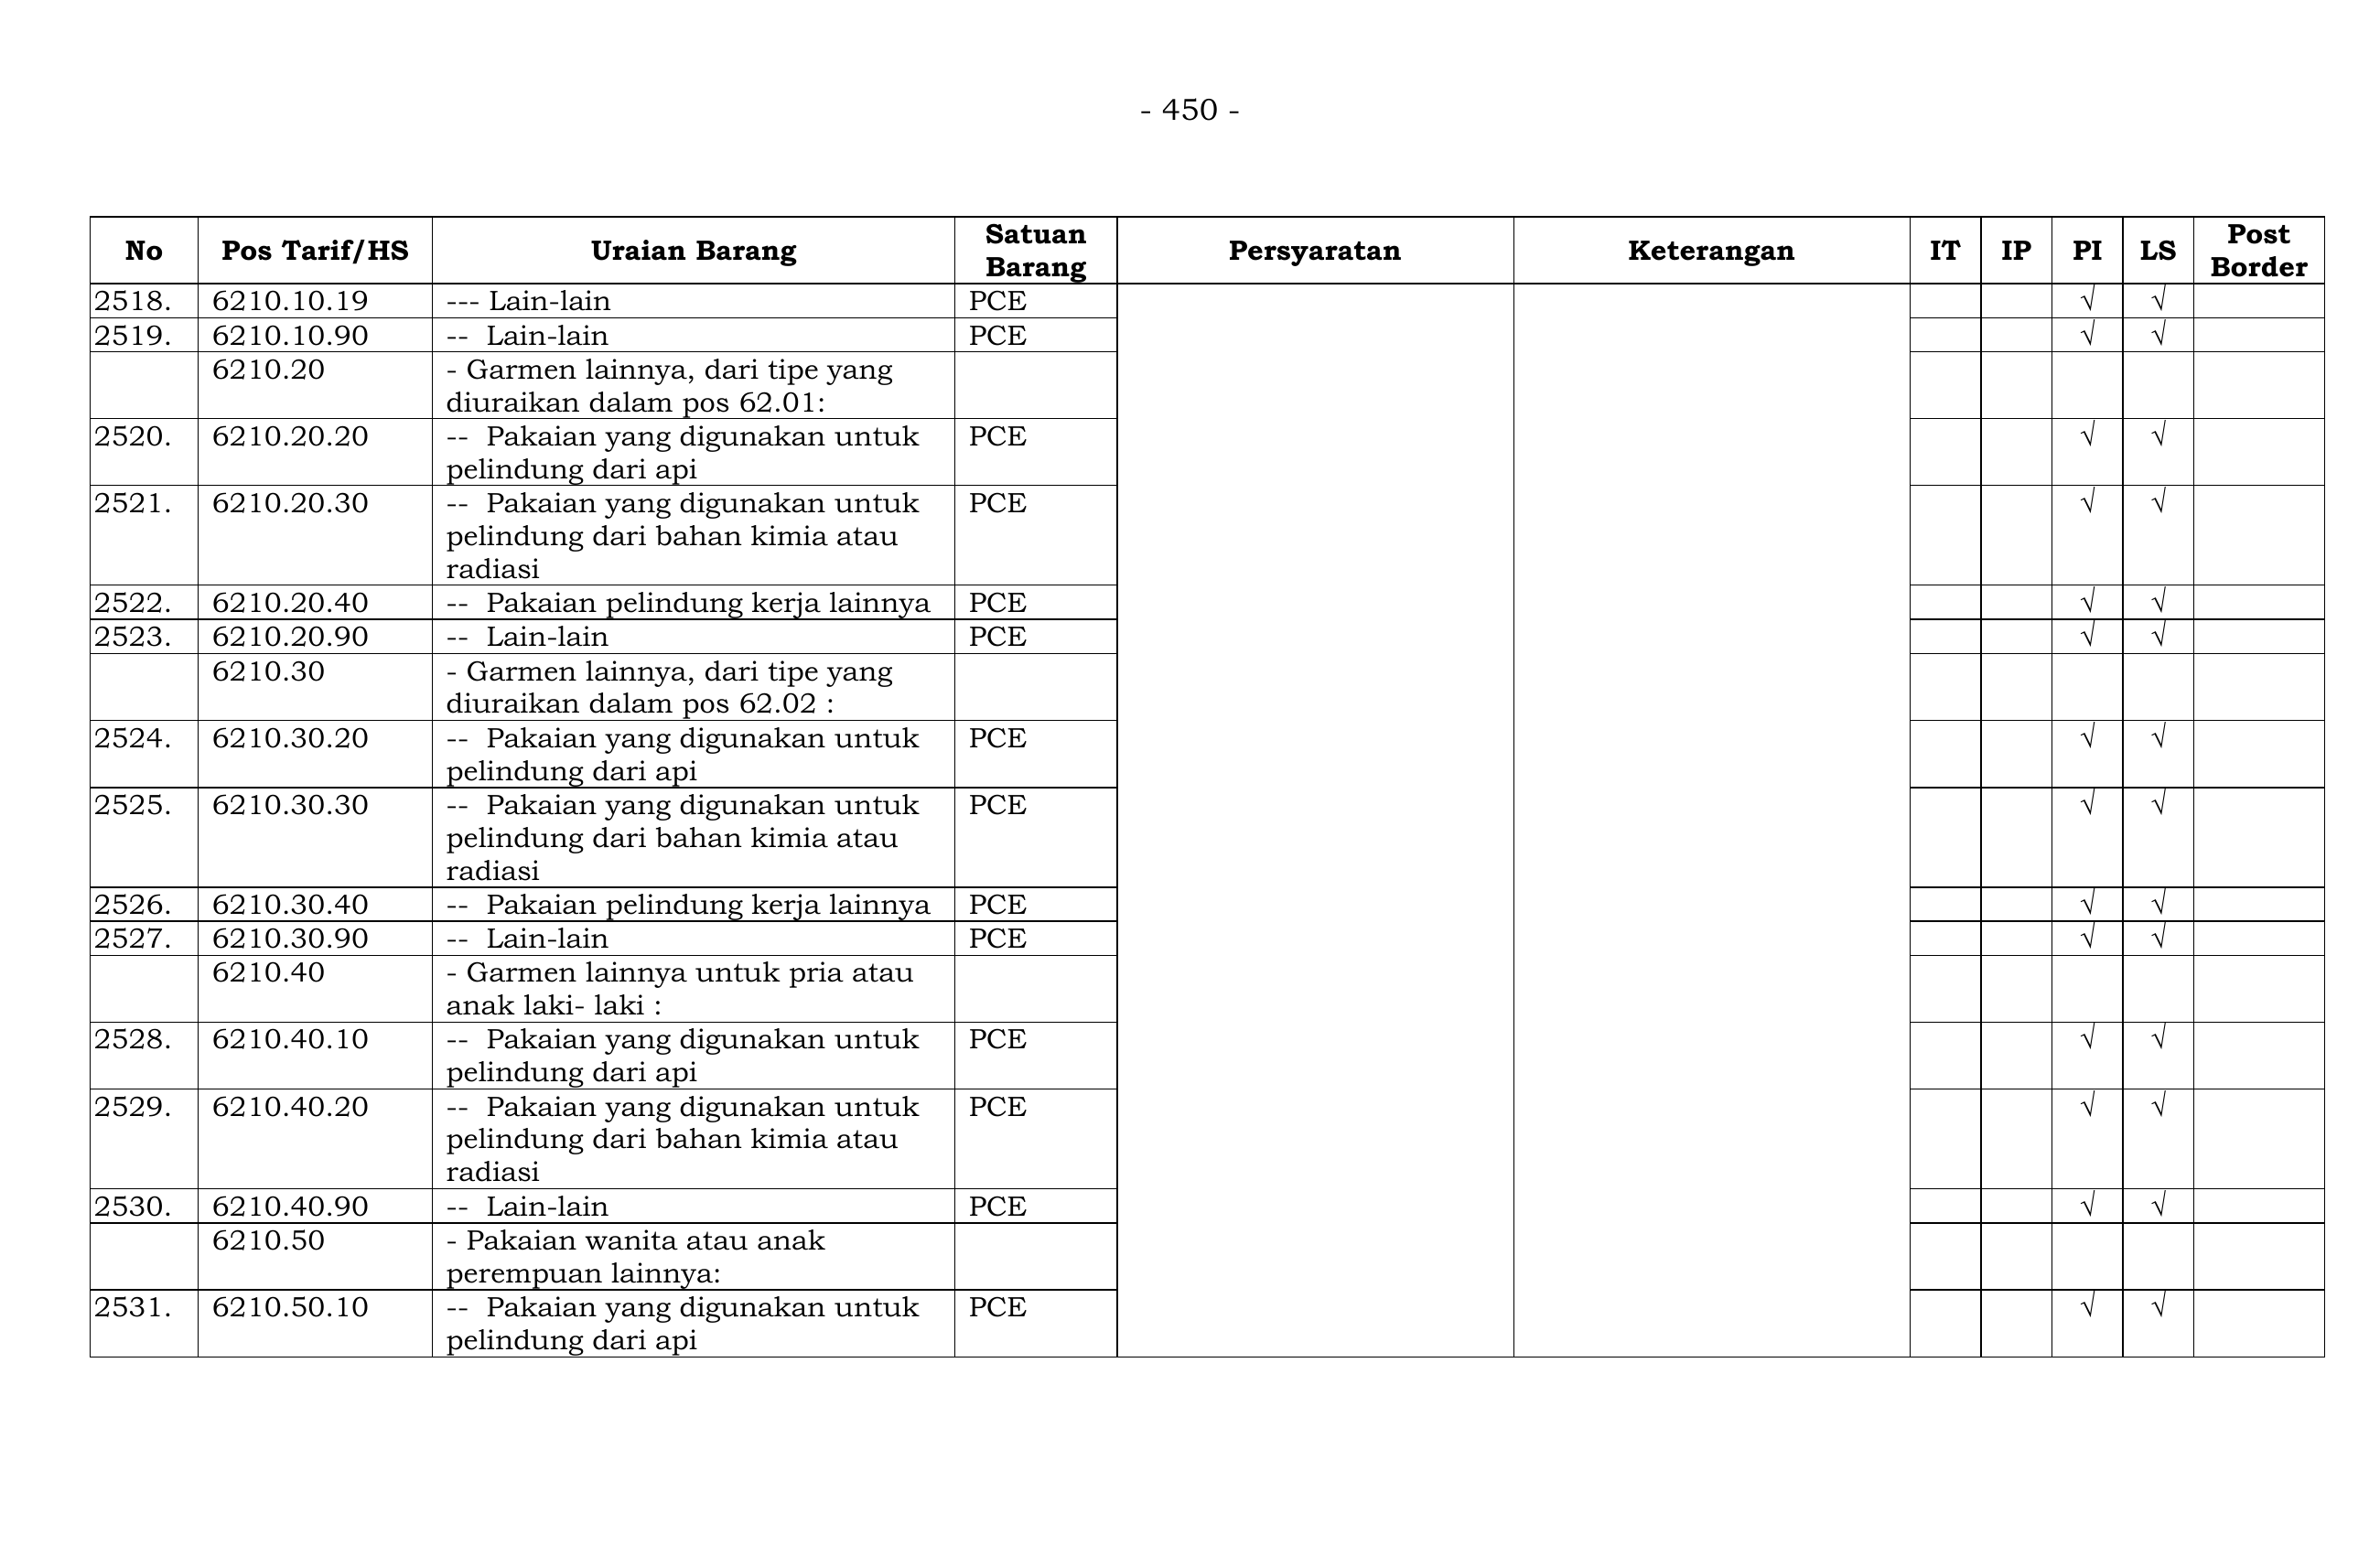 - 450 -
No Pos Tarif/HS Uraian Barang Satuan Barang Persyaratan Keterangan IT IP PI LS Post Border
2518. 6210.10.19 --- Lain-lain PCE √ √
2519. 6210.10.90 -- Lain-lain PCE √ √
6210.20 - Garmen lainnya, dari tipe yang
diuraikan dalam pos 62.01:
2520. 6210.20.20 -- Pakaian yang digunakan untuk PCE √ √
pelindung dari api
2521. 6210.20.30 -- Pakaian yang digunakan untuk PCE √ √
pelindung dari bahan kimia atau
radiasi
2522. 6210.20.40 -- Pakaian pelindung kerja lainnya PCE √ √
2523. 6210.20.90 -- Lain-lain PCE √ √
6210.30 - Garmen lainnya, dari tipe yang
diuraikan dalam pos 62.02 :
2524. 6210.30.20 -- Pakaian yang digunakan untuk PCE √ √
pelindung dari api
2525. 6210.30.30 -- Pakaian yang digunakan untuk PCE √ √
pelindung dari bahan kimia atau
radiasi
2526. 6210.30.40 -- Pakaian pelindung kerja lainnya PCE √ √
2527. 6210.30.90 -- Lain-lain PCE √ √
6210.40 - Garmen lainnya untuk pria atau
anak laki- laki :
2528. 6210.40.10 -- Pakaian yang digunakan untuk PCE √ √
pelindung dari api
2529. 6210.40.20 -- Pakaian yang digunakan untuk PCE √ √
pelindung dari bahan kimia atau
radiasi
2530. 6210.40.90 -- Lain-lain PCE √ √
6210.50 - Pakaian wanita atau anak
perempuan lainnya:
2531. 6210.50.10 -- Pakaian yang digunakan untuk PCE √ √
pelindung dari api